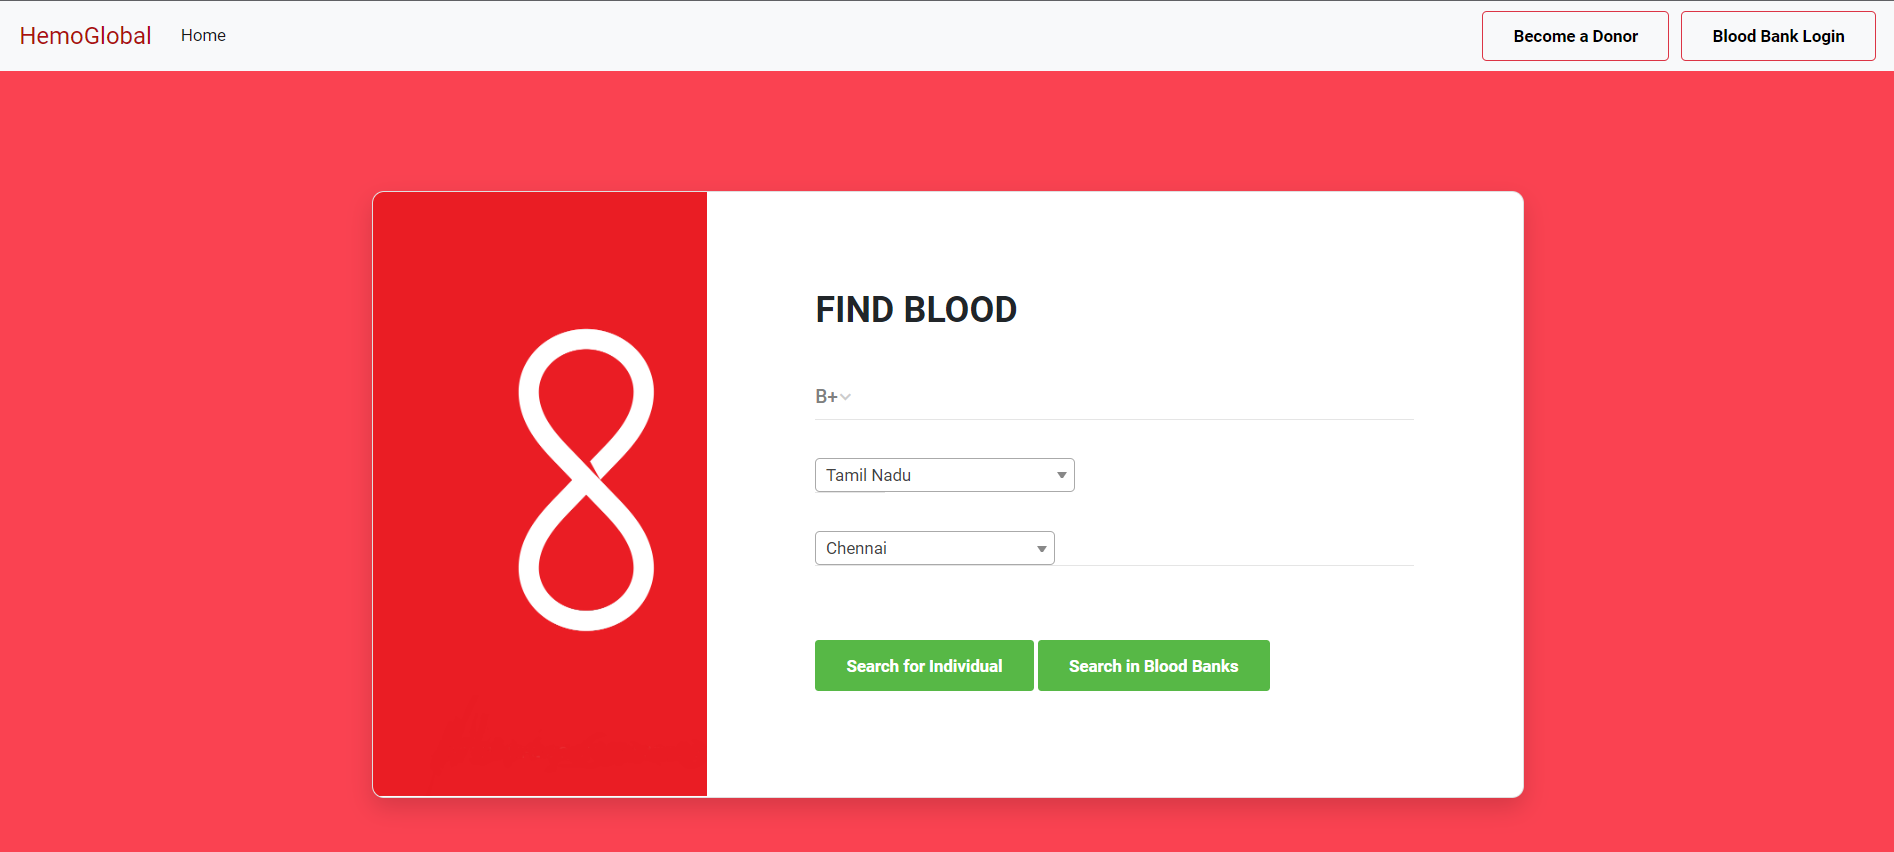 HemoGlobal Home Become a Donor Blood Bank Login
FIND BLOOD
B+
Tamil Nadu
Chennai
Search for Individual Search in Blood Banks